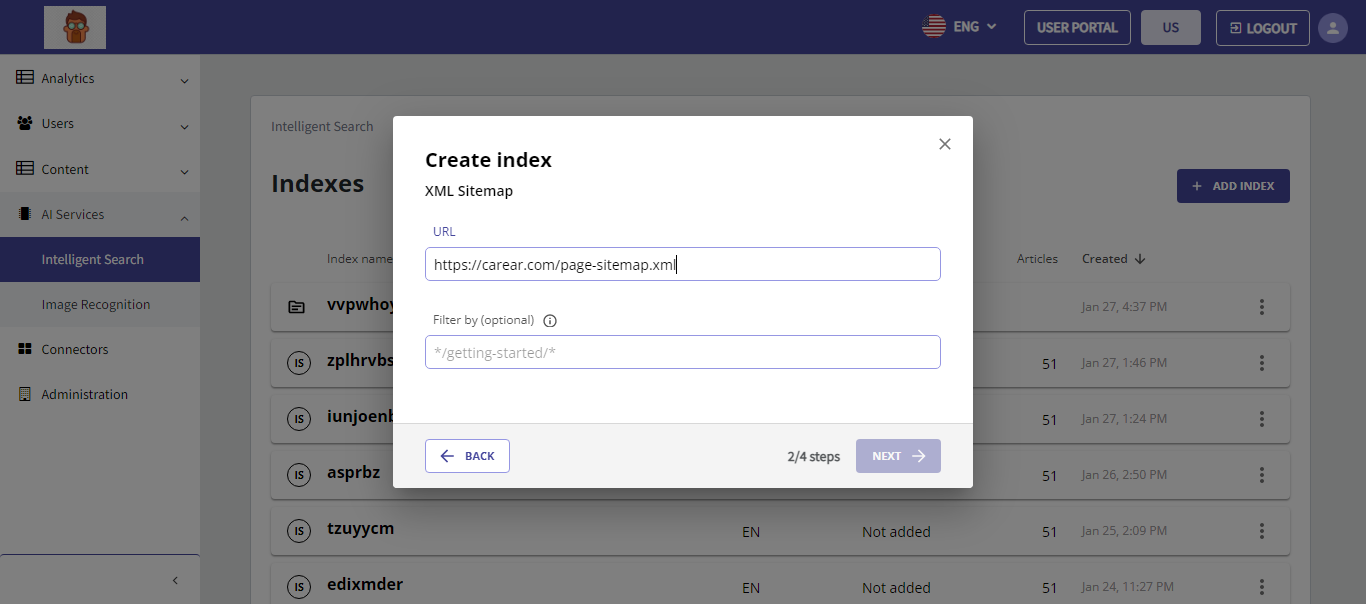 ENG
USER PORTAL
US
LOGOUT
Analytics
Users
Content
AI Services
Intelligent Search
Image Recognition
Connectors
Administration
Intelligent Search
Indexes
ADD INDEX
Index name
Articles
Created
Jan 27, 4:37 PM
IS
51
Jan 27, 1:46 PM
IS
51
Jan 27, 1:24 PM
IS
asprbz
51
Jan 26, 2:50 PM
IS
tzuyycm
EN
Not added
51
Jan 25, 2:09 PM
IS
edixmder
EN
Not added
51
Jan 24, 11:27 PM
Create index
XML Sitemap
URL
https://carear.com/page-sitemap.xml
Filter by (optional)
*/getting-started/*
BACK
2/4 steps
NEXT